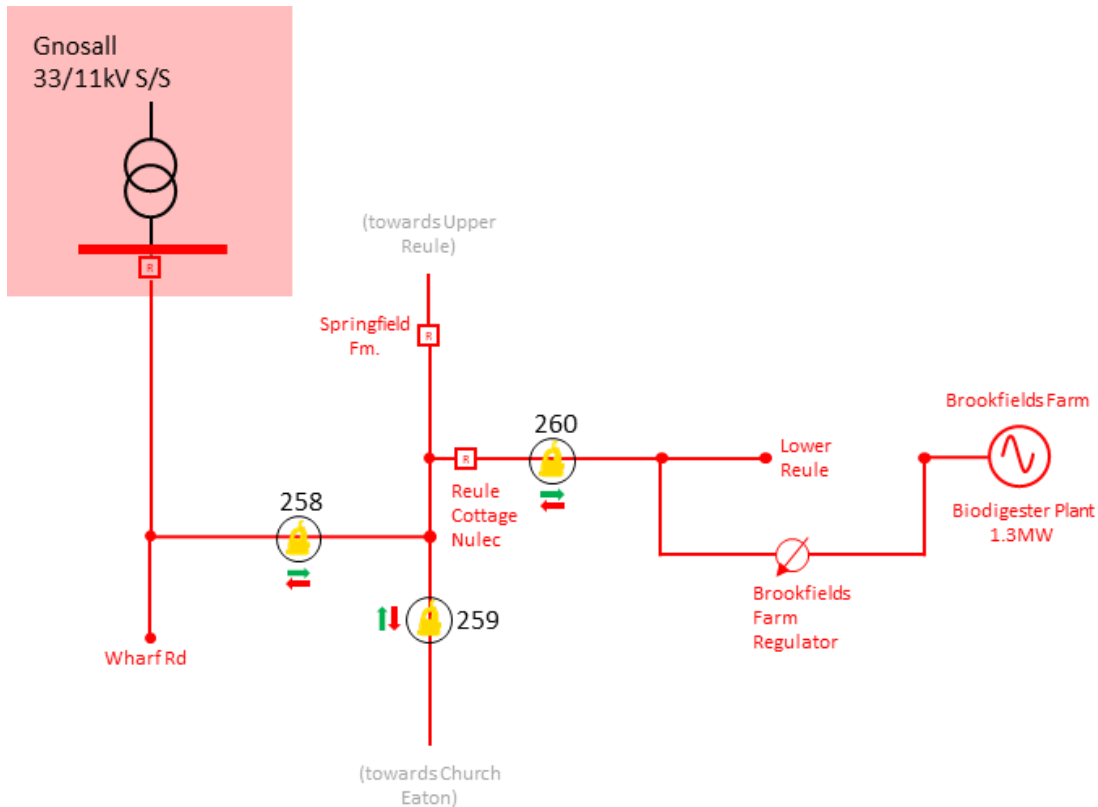 Gnosall
33/11kV S/S
R
(towards Upper
Reule)
Springfield
Fm.
R
260
Brookfields Farm
R
Lower
Reule
Reule
Cottage
Nulec
258
Biodigester Plant
1.3MW
259
Brookfields
Farm
Regulator
Wharf Rd
(towards Church
Eaton)